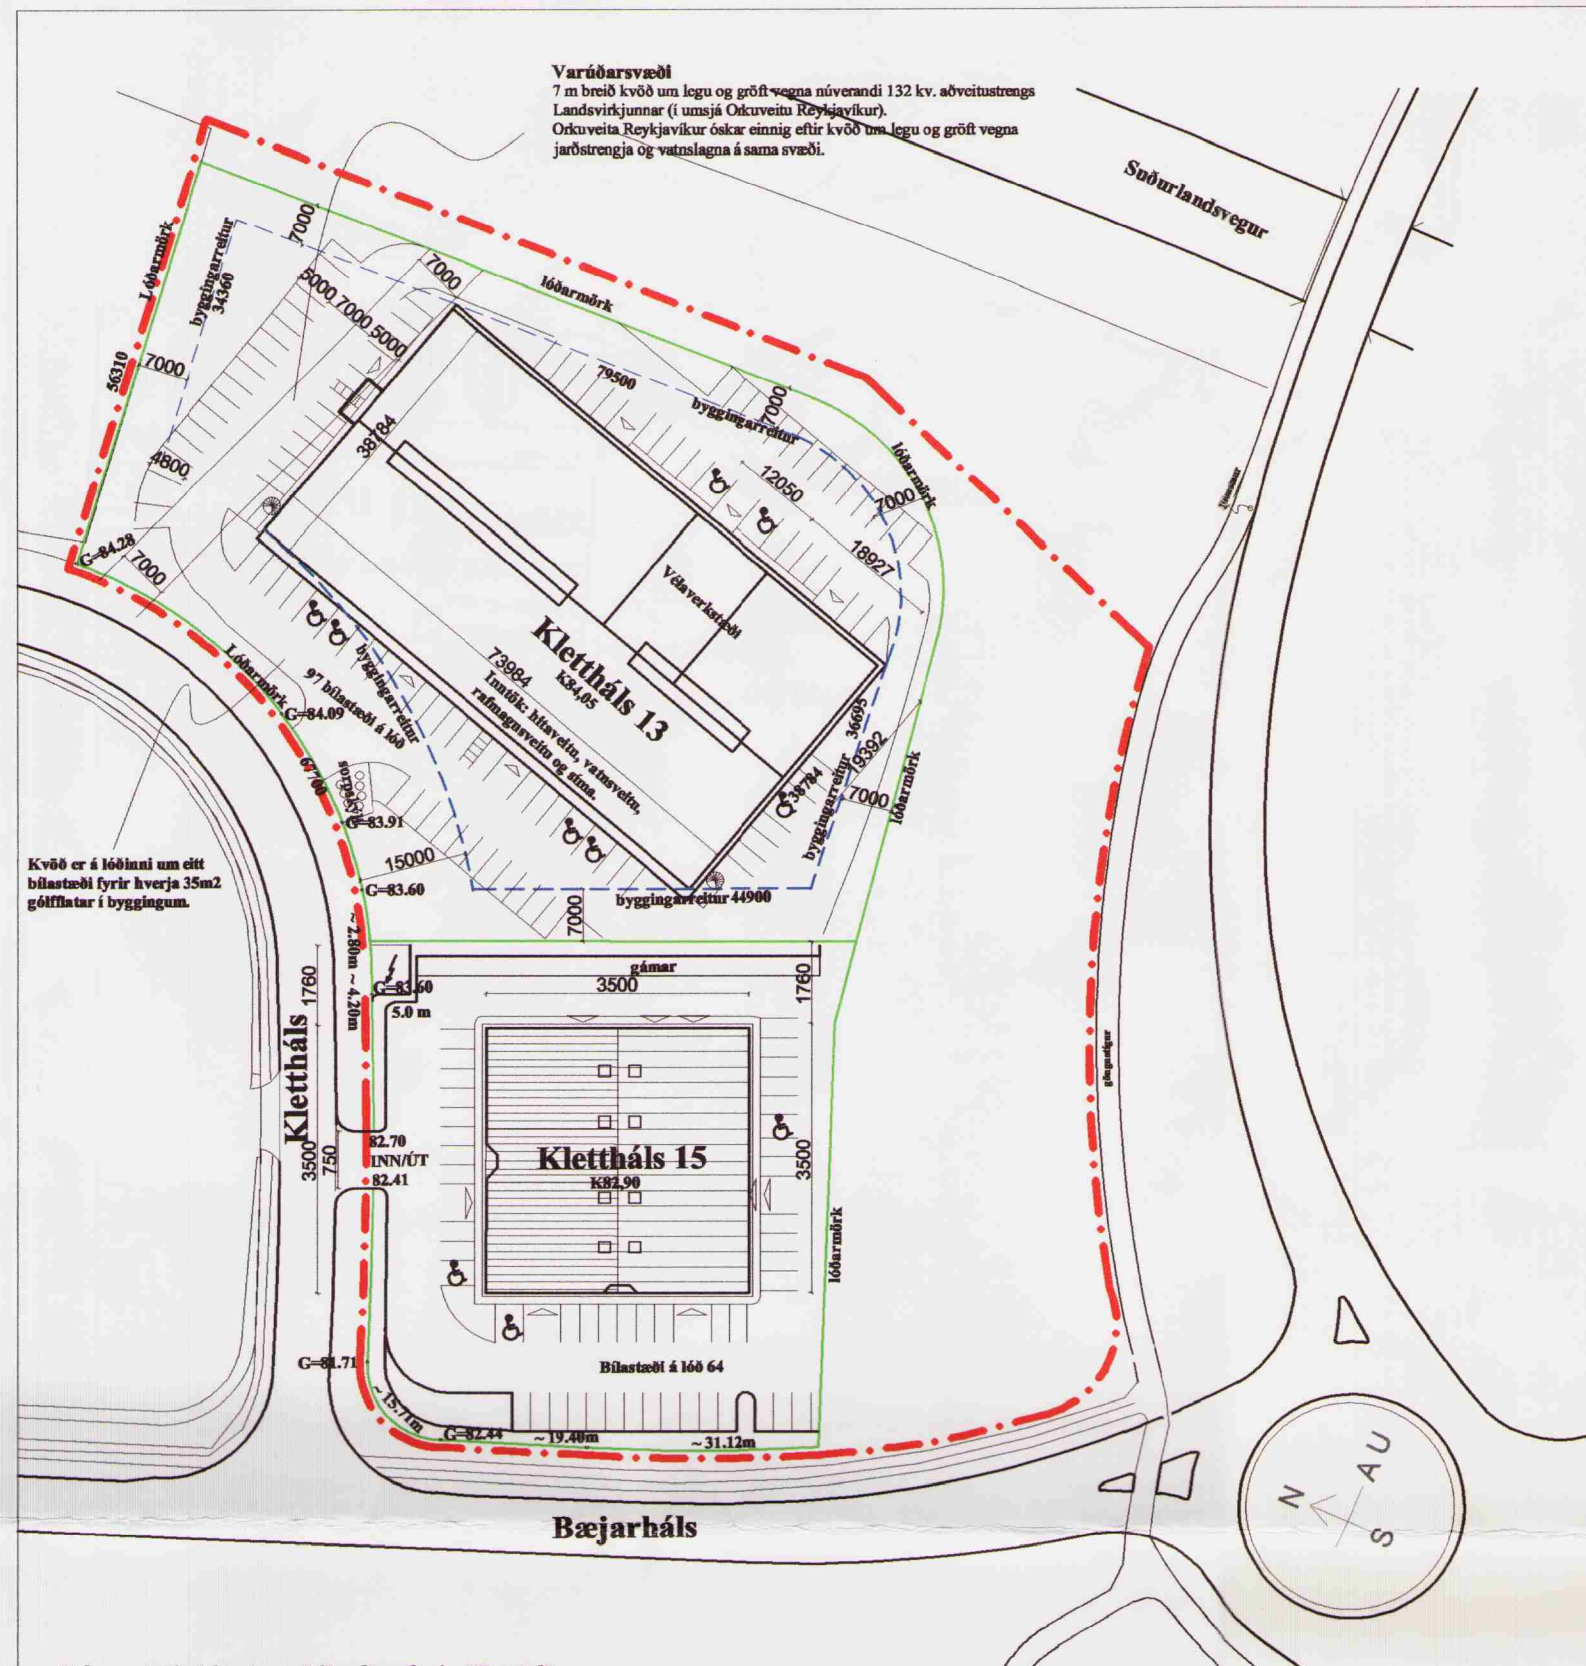 Varúðarsvæði
7 m breið kvöð um legu og gröft vegna núverandi 132 kv. aðveitustrengs
Landsvirkjunnar (í umsjá Orkuveitu Reykjavíkur).
Orkuveita Reykjavíkur óskar einnig eftir kvöð um legu og gröft vegna
jarðstrengja og vatnslagna á sama svæði.
Suðurlandsvegur
Lóðarmörk
byggingarreitur
34360
7000
7000
5000 7000 5000
lóðarmörk
56310
7000
79500
byggingarreitur
7000
38784
4800
lóðarmörk
12050
7000
18927
G=84.28
7000
Vélaverkstæði
Klettháls 13
K84,05
73984
Inntök: hitaveitu, vatnsveitu,
rafmagnsveitu og síma.
Lóðarmörk
byggingarreitur
97 bílastæði á lóð
G=84.09
67700
sorpskýli
36695
19392
38784
byggingarreitur
7000
lóðarmörk
G=83.91
15000
G=83.60
Kvöð er á lóðinni um eitt
bílastæði fyrir hverja 35m2
gólfflatar í byggingum.
byggingarreitur 44900
7000
~ 2.80m ~ 4.20m
1760
gámar
3500
1760
G=83.60
5.0 m
Klettháls
göngustígur
3500
750
82.70
INN/ÚT
82.41
Klettháls 15
K82,90
3500
lóðarmörk
G=81.71
Bílastæði á lóð 64
~ 15.71m
G=82.44
~ 19.40m
~ 31.12m
Bæjarháls
N
AU
S